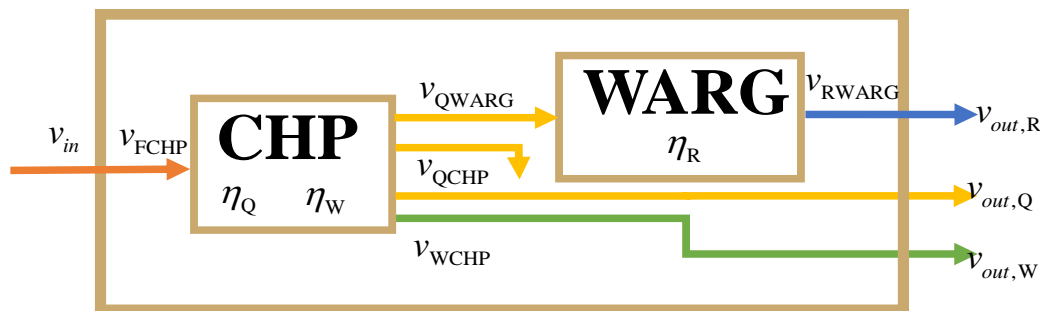 v_in
v_FCHP
CHP
η_Q
η_W
v_QWARG
v_QCHP
v_WCHP
WARG
η_R
v_RWARG
v_out,R
v_out,Q
v_out,W